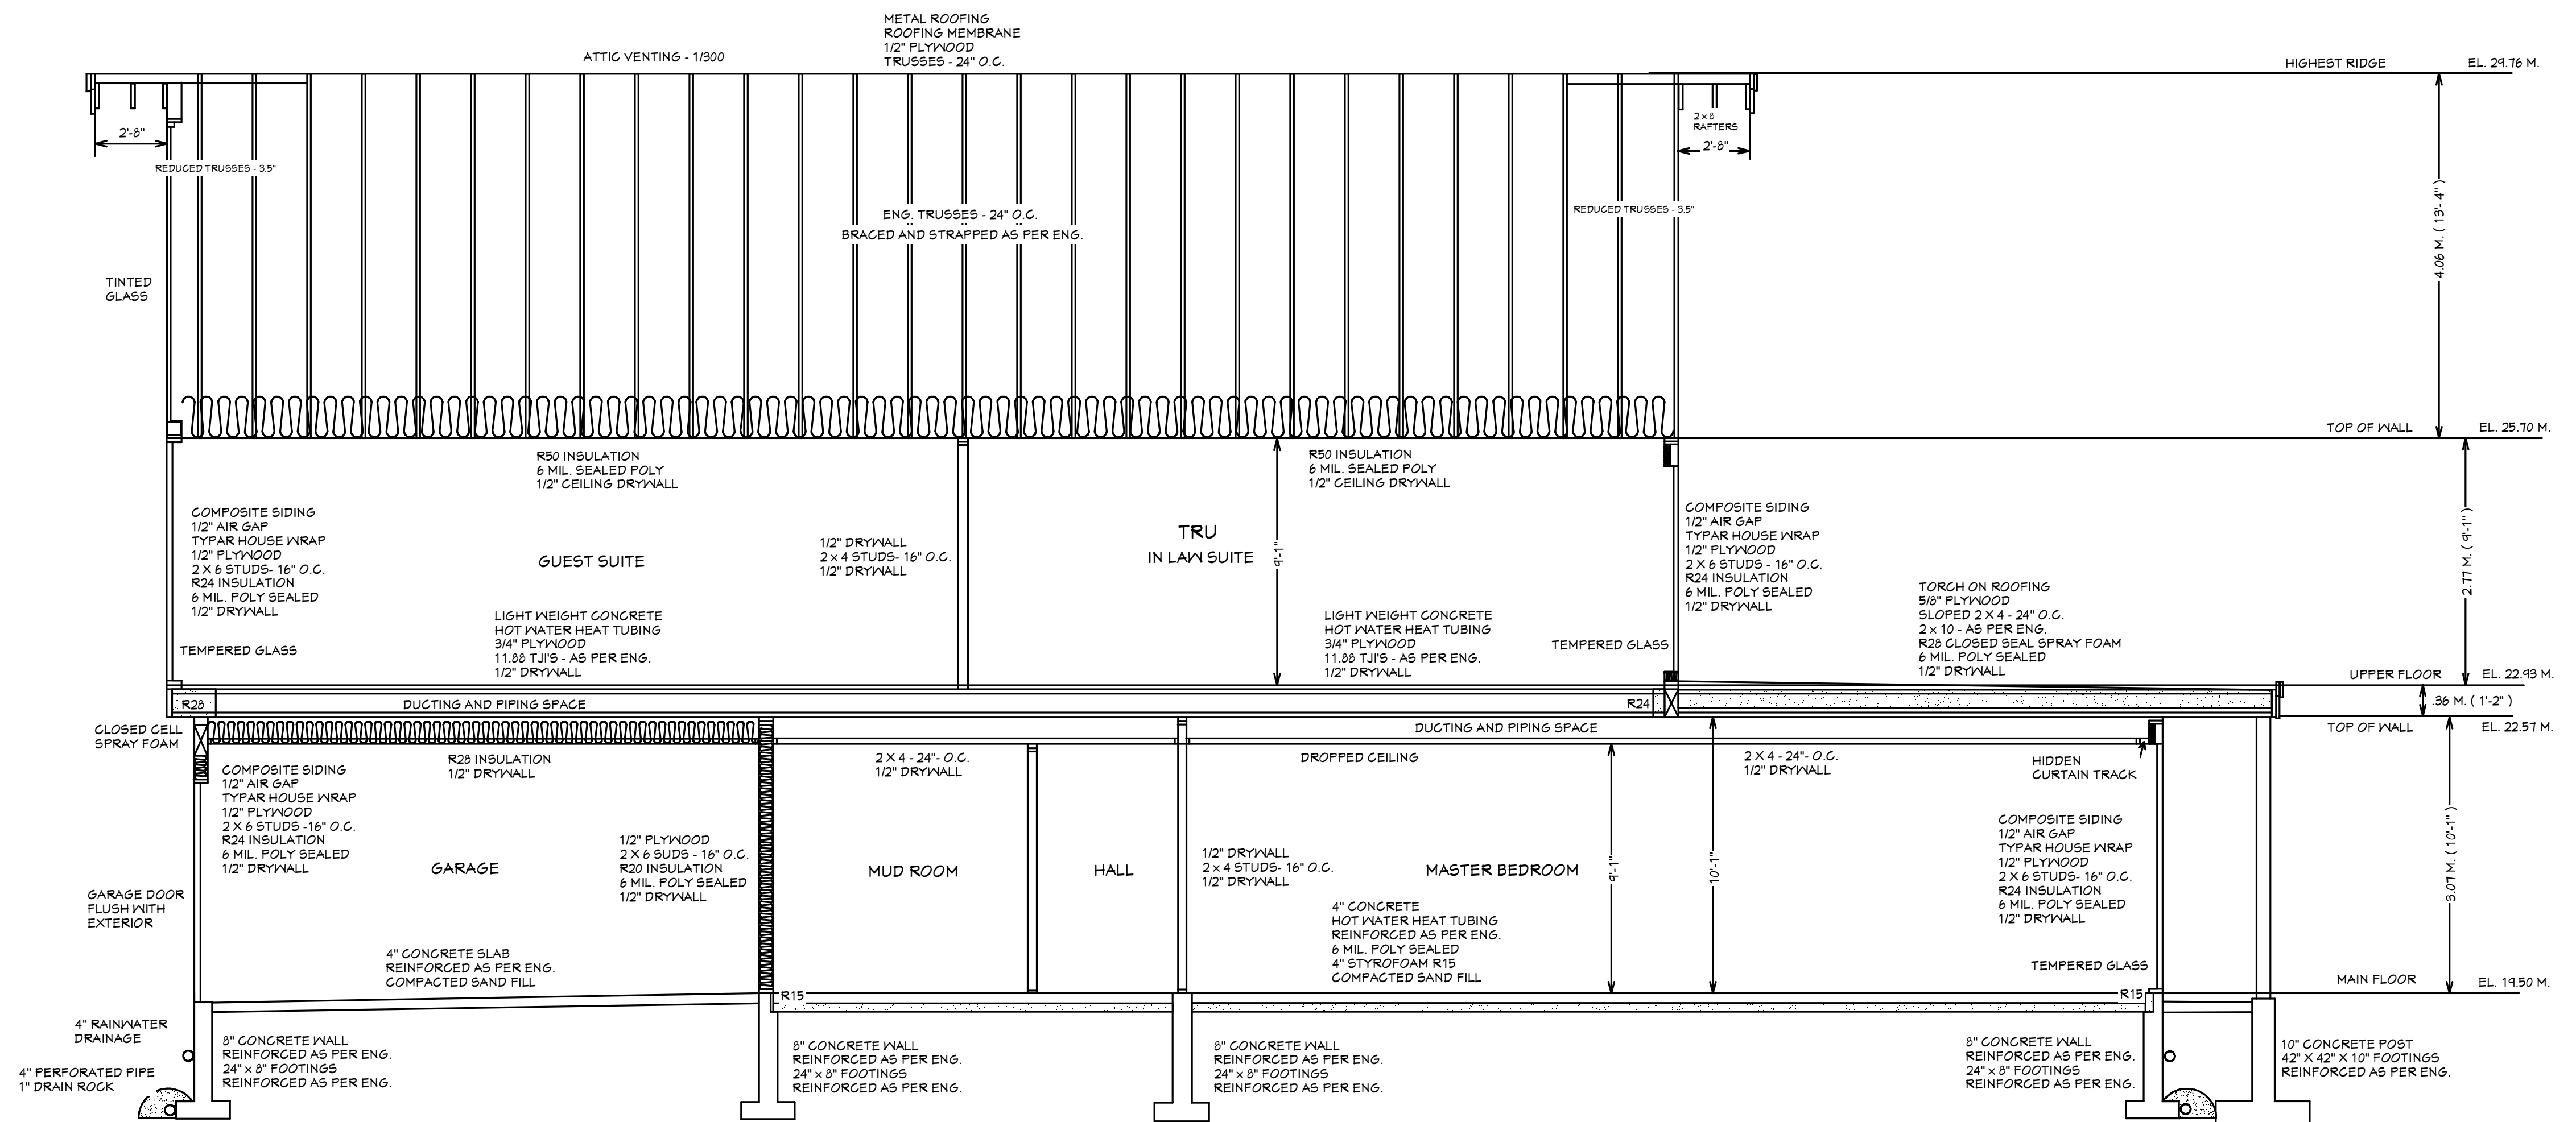 METAL ROOFING
ROOFING MEMBRANE
1/2" PLYWOOD
TRUSSES - 24" O.C.
ATTIC VENTING - 1/300
HIGHEST RIDGE
EL. 29.76 M.
2'-8"
2 x 8
RAFTERS
2'-8"
REDUCED TRUSSES - 3.5"
ENG. TRUSSES - 24" O.C.
BRACED AND STRAPPED AS PER ENG.
REDUCED TRUSSES - 3.5"
4.06 M. ( 13'- 4" )
TINTED
GLASS
TOP OF WALL
EL. 25.70 M.
R50 INSULATION
6 MIL. SEALED POLY
1/2" CEILING DRYWALL
R50 INSULATION
6 MIL. SEALED POLY
1/2" CEILING DRYWALL
COMPOSITE SIDING
1/2" AIR GAP
TYPAR HOUSE WRAP
1/2" PLYWOOD
2 X 6 STUDS- 16" O.C.
R24 INSULATION
6 MIL. POLY SEALED
1/2" DRYWALL
GUEST SUITE
1/2" DRYWALL
2 x 4 STUDS- 16" O.C.
1/2" DRYWALL
TRU
IN LAW SUITE
9'-1"
COMPOSITE SIDING
1/2" AIR GAP
TYPAR HOUSE WRAP
1/2" PLYWOOD
2 X 6 STUDS - 16" O.C.
R24 INSULATION
6 MIL. POLY SEALED
1/2" DRYWALL
2.77 M. ( 9'-1" )
TORCH ON ROOFING
5/8" PLYWOOD
SLOPED 2 X 4 - 24" O.C.
2 x 10 - AS PER ENG.
R28 CLOSED SEAL SPRAY FOAM
6 MIL. POLY SEALED
1/2" DRYWALL
LIGHT WEIGHT CONCRETE
HOT WATER HEAT TUBING
3/4" PLYWOOD
11.88 TJI'S - AS PER ENG.
1/2" DRYWALL
LIGHT WEIGHT CONCRETE
HOT WATER HEAT TUBING
3/4" PLYWOOD
11.88 TJI'S - AS PER ENG.
1/2" DRYWALL
TEMPERED GLASS
TEMPERED GLASS
UPPER FLOOR
EL. 22.93 M.
R28
DUCTING AND PIPING SPACE
R24
.36 M. ( 1'-2" )
CLOSED CELL
SPRAY FOAM
DUCTING AND PIPING SPACE
TOP OF WALL
EL. 22.57 M.
R28 INSULATION
1/2" DRYWALL
2 X 4 - 24"- O.C.
1/2" DRYWALL
DROPPED CEILING
2 X 4 - 24"- O.C.
1/2" DRYWALL
HIDDEN
CURTAIN TRACK
COMPOSITE SIDING
1/2" AIR GAP
TYPAR HOUSE WRAP
1/2" PLYWOOD
2 X 6 STUDS -16" O.C.
R24 INSULATION
6 MIL. POLY SEALED
1/2" DRYWALL
GARAGE
1/2" PLYWOOD
2 X 6 SUDS - 16" O.C.
R20 INSULATION
6 MIL. POLY SEALED
1/2" DRYWALL
MUD ROOM
HALL
1/2" DRYWALL
2 x 4 STUDS- 16" O.C.
1/2" DRYWALL
MASTER BEDROOM
9'-1"
10'-1"
COMPOSITE SIDING
1/2" AIR GAP
TYPAR HOUSE WRAP
1/2" PLYWOOD
2 X 6 STUDS- 16" O.C.
R24 INSULATION
6 MIL. POLY SEALED
1/2" DRYWALL
3.07 M. ( 10'-1" )
GARAGE DOOR
FLUSH WITH
EXTERIOR
4" CONCRETE
HOT WATER HEAT TUBING
REINFORCED AS PER ENG.
6 MIL. POLY SEALED
4" STYROFOAM R15
COMPACTED SAND FILL
4" CONCRETE SLAB
REINFORCED AS PER ENG.
COMPACTED SAND FILL
TEMPERED GLASS
MAIN FLOOR
EL. 19.50 M.
R15
R15
4" RAINWATER
DRAINAGE
4" PERFORATED PIPE
1" DRAIN ROCK
8" CONCRETE WALL
REINFORCED AS PER ENG.
24" x 8" FOOTINGS
REINFORCED AS PER ENG.
8" CONCRETE WALL
REINFORCED AS PER ENG.
24" x 8" FOOTINGS
REINFORCED AS PER ENG.
8" CONCRETE WALL
REINFORCED AS PER ENG.
24" x 8" FOOTINGS
REINFORCED AS PER ENG.
8" CONCRETE WALL
REINFORCED AS PER ENG.
24" x 8" FOOTINGS
REINFORCED AS PER ENG.
10" CONCRETE POST
42" X 42" X 10" FOOTINGS
REINFORCED AS PER ENG.